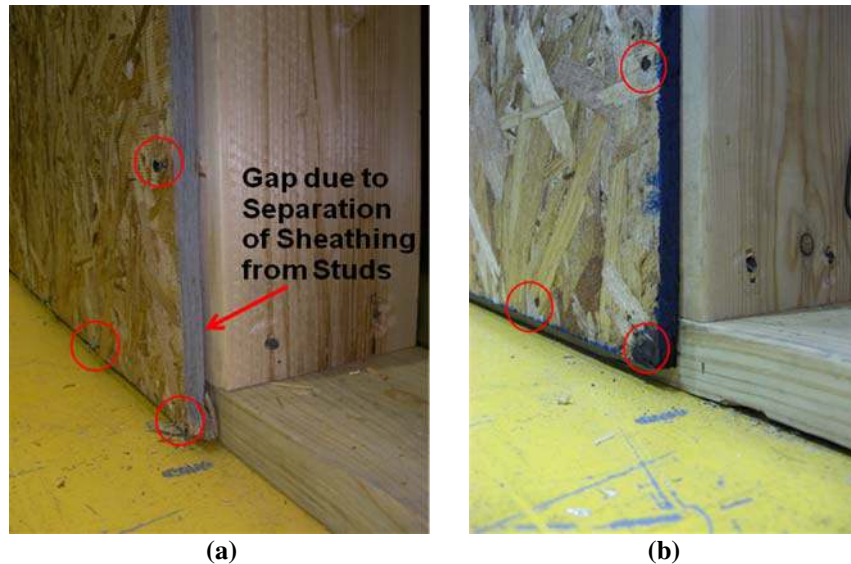 Gap due to
Separation
of Sheathing
from Studs
(a)
(b)